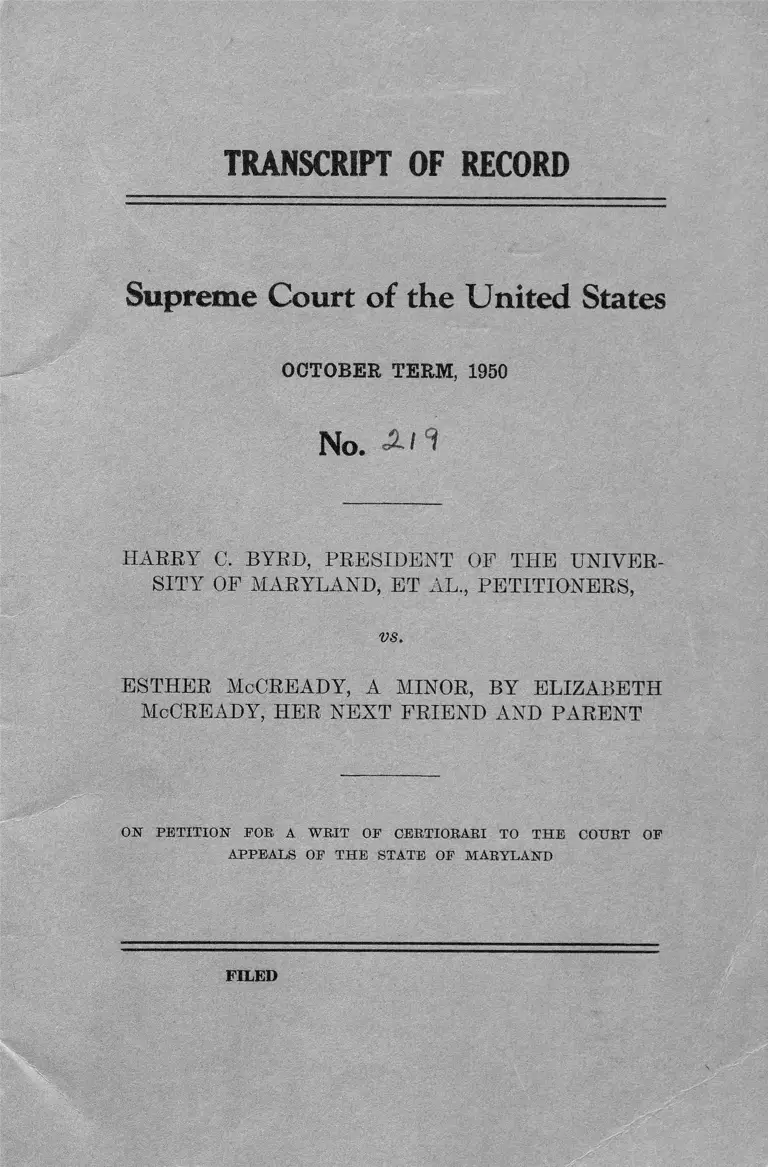 TRANSCRIPT OF RECORD
Supreme Court of the United States
OCTOBER TERM, 1950
No. 219
HARRY C. BYRD, PRESIDENT OF THE UNIVER-
SITY OF MARYLAND, ET AL., PETITIONERS,
vs.
ESTHER McCREADY, A MINOR, BY ELIZABETH
McCREADY, HER NEXT FRIEND AND PARENT
ON PETITION FOR A WRIT OF CERTIORARI TO THE COURT OF
APPEALS OF THE STATE OF MARYLAND
FILED